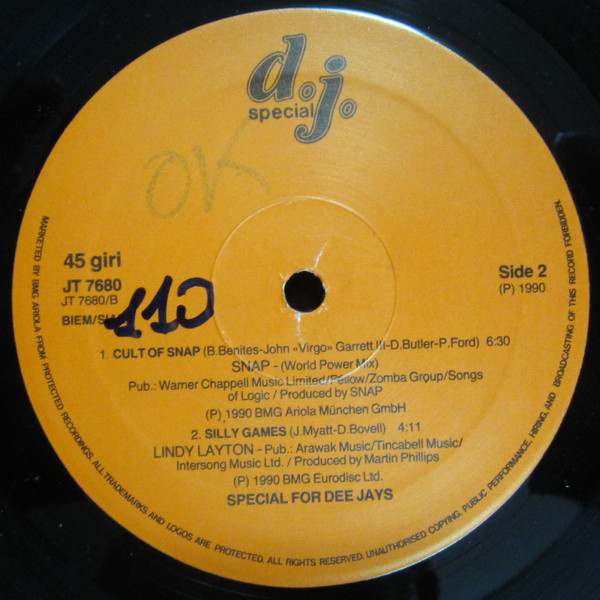 d.j.
special
OK
45 giri
JT 7680
JT 7680/B
BIEM/
110
Side 2
(P) 1990
1. CULT OF SNAP (B.Benites-John «Virgo» Garrett III-D.Butler-P.Ford) 6:30
SNAP - (World Power Mix)
Pub.: Warner Chappell Music Limited/Fellow/Zomba Group/Songs
of Logic / Produced by SNAP
(P) 1990 BMG Ariola München GmbH
2. SILLY GAMES (J.Myatt-D.Bovell) 4:11
LINDY LAYTON - Pub.: Arawak Music/Tincabell Music/
Intersong Music Ltd. / Produced by Martin Phillips
(P) 1990 BMG Eurodisc Ltd.
SPECIAL FOR DEE JAYS
MARKETED BY BMG ARIOLA FROM PROTECTED RECORDINGS. ALL TRADEMARKS AND LOGOS ARE PROTECTED. ALL RIGHTS RESERVED. UNAUTHORISED COPYING, PUBLIC PERFORMANCE, HIRING, AND BROADCASTING OF THIS RECORD FORBIDDEN.